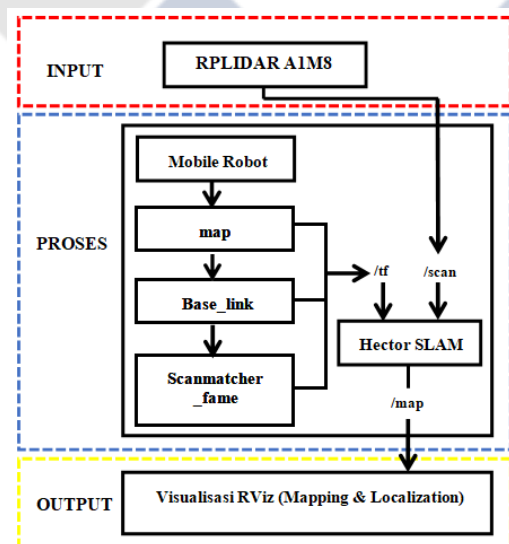 INPUT
RPLIDAR A1M8
PROSES
Mobile Robot
map
Base_link
Scanmatcher
_fame
/tf
/scan
Hector SLAM
/map
OUTPUT
Visualisasi RViz (Mapping & Localization)